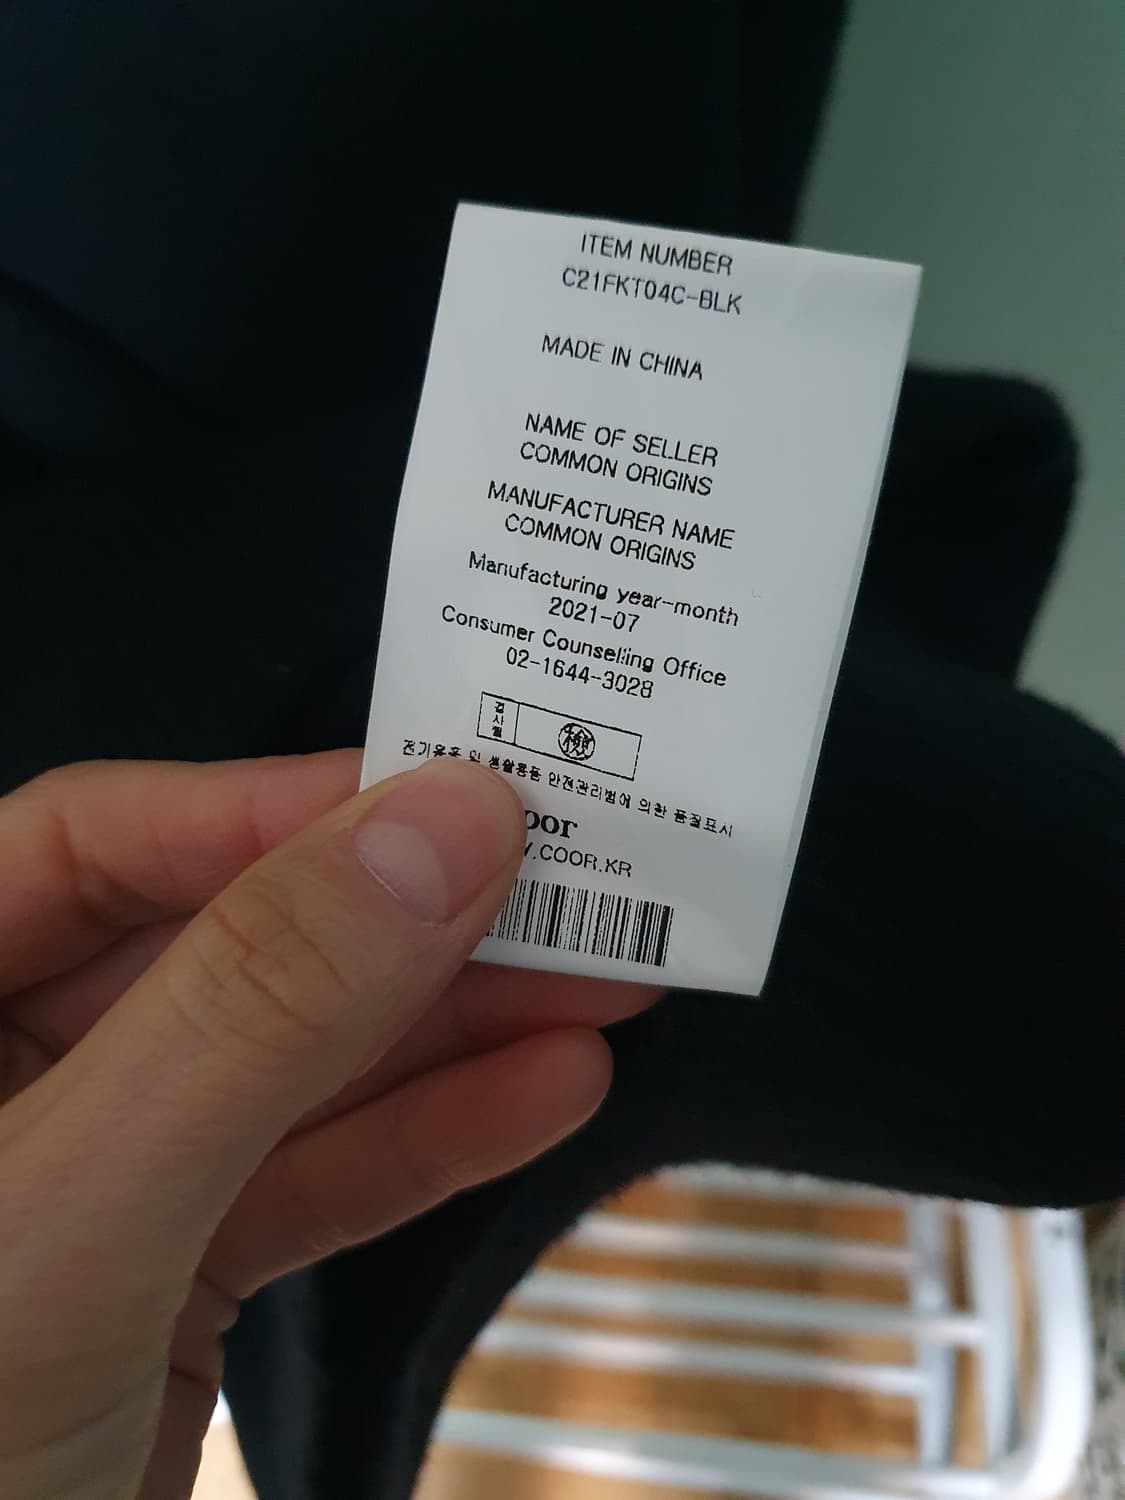 ITEM NUMBER
C21FKT04C-BLK
MADE IN CHINA
NAME OF SELLER
COMMON ORIGINS
MANUFACTURER NAME
COMMON ORIGINS
Manufacturing year-month
2021-07
Consumer Counselling Office
02-1644-3028
검사필
檢
전기용품 및 생활용품 안전관리법에 의한 품질표시
oor
.COOR.KR